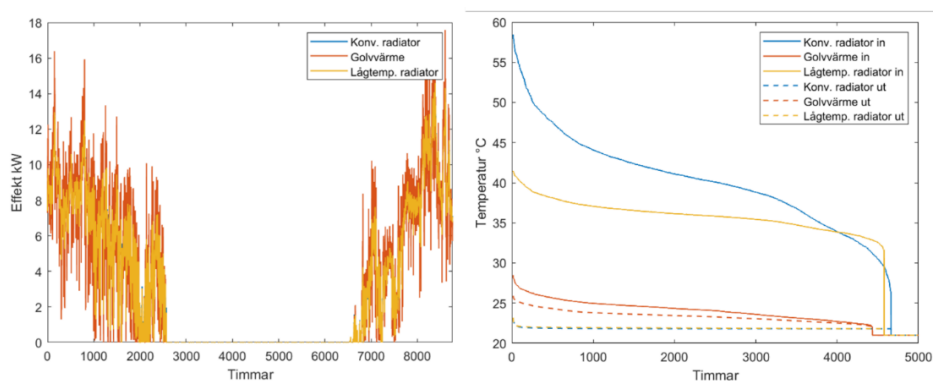 18
16
14
12
10
8
6
4
2
0
Effekt kW
Konv. radiator
Golvvärme
Lågtemp. radiator
0 1000 2000 3000 4000 5000 6000 7000 8000
Timmar
60
55
50
45
40
35
30
25
20
Temperatur °C
Konv. radiator in
Golvvärme in
Lågtemp. radiator in
Konv. radiator ut
Golvvärme ut
Lågtemp. radiator ut
0 1000 2000 3000 4000 5000
Timmar